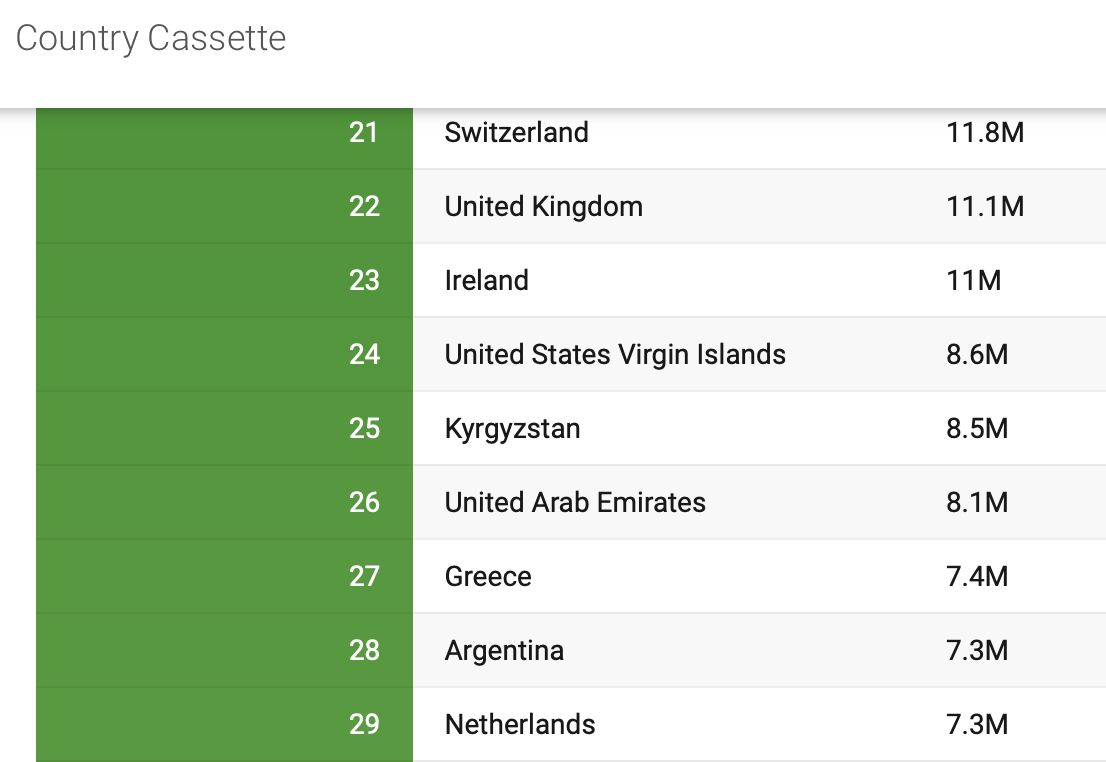 Country Cassette
21 Switzerland 11.8M
22 United Kingdom 11.1M
23 Ireland 11M
24 United States Virgin Islands 8.6M
25 Kyrgyzstan 8.5M
26 United Arab Emirates 8.1M
27 Greece 7.4M
28 Argentina 7.3M
29 Netherlands 7.3M